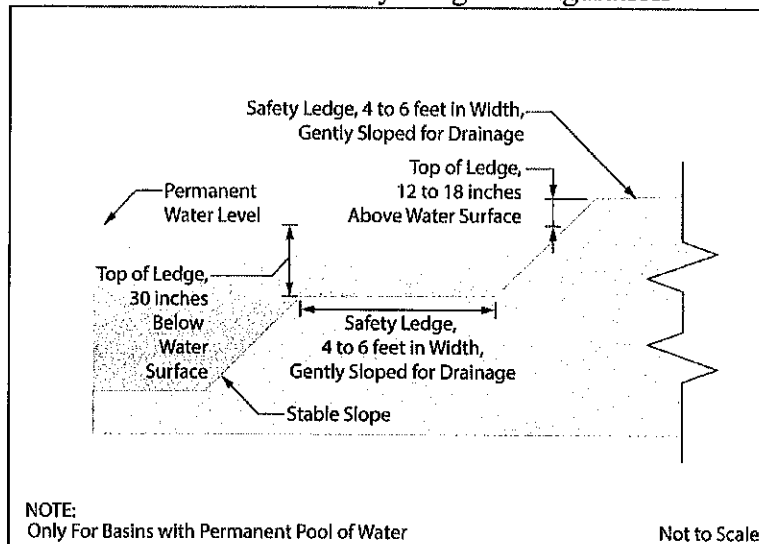 Safety Ledge, 4 to 6 feet in Width,
Gently Sloped for Drainage
Top of Ledge,
12 to 18 inches
Above Water Surface
Permanent
Water Level
Top of Ledge,
30 inches
Below
Water
Surface
Safety Ledge,
4 to 6 feet in Width,
Gently Sloped for Drainage
Stable Slope
NOTE:
Only For Basins with Permanent Pool of Water
Not to Scale